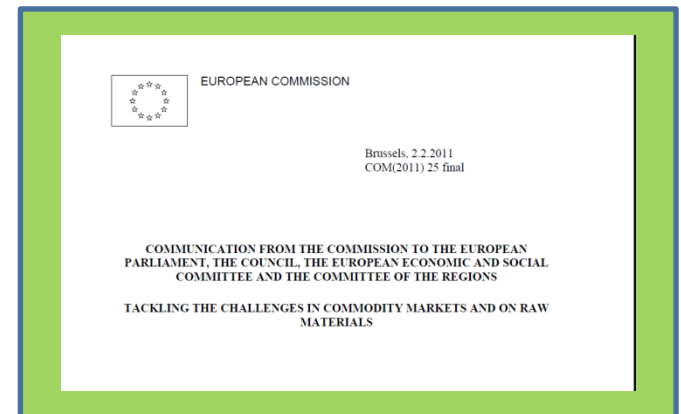 EUROPEAN COMMISSION
Brussels, 2.2.2011
COM(2011) 25 final
COMMUNICATION FROM THE COMMISSION TO THE EUROPEAN
PARLIAMENT, THE COUNCIL, THE EUROPEAN ECONOMIC AND SOCIAL
COMMITTEE AND THE COMMITTEE OF THE REGIONS
TACKLING THE CHALLENGES IN COMMODITY MARKETS AND ON RAW
MATERIALS